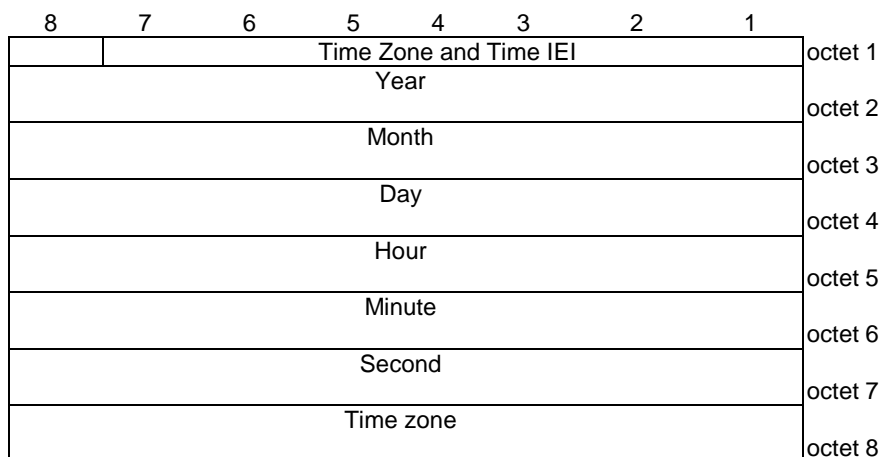 8 7 6 5 4 3 2 1
Time Zone and Time IEI octet 1
Year
octet 2
Month
octet 3
Day
octet 4
Hour
octet 5
Minute
octet 6
Second
octet 7
Time zone
octet 8